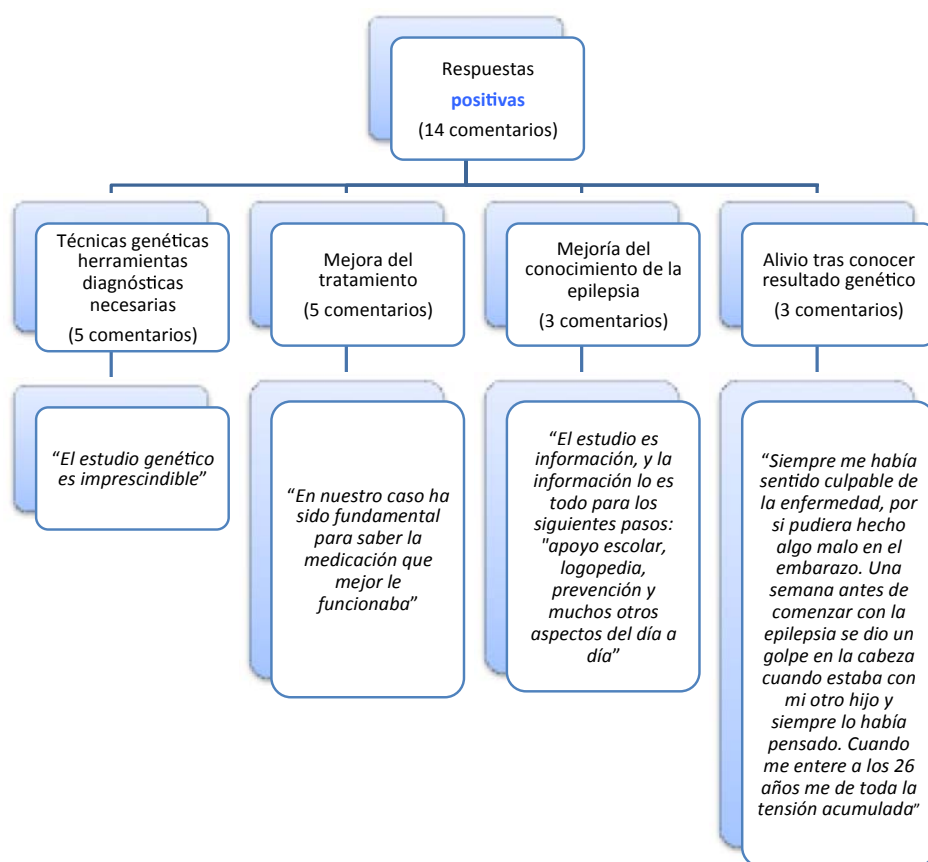 Respuestas
positivas
(14 comentarios)
Técnicas genéticas
herramientas
diagnósticas
necesarias
(5 comentarios)
Mejora del
tratamiento
(5 comentarios)
Mejoría del
conocimiento de la
epilepsia
(3 comentarios)
Alivio tras conocer
resultado genético
(3 comentarios)
“El estudio genético
es imprescindible”
“En nuestro caso ha
sido fundamental
para saber la
medicación que
mejor le
funcionaba”
“El estudio es
información, y la
información lo es
todo para los
siguientes pasos:
"apoyo escolar,
logopedia,
prevención y
muchos otros
aspectos del día a
día”
“Siempre me había
sentido culpable de
la enfermedad, por
si pudiera hecho
algo malo en el
embarazo. Una
semana antes de
comenzar con la
epilepsia se dio un
golpe en la cabeza
cuando estaba con
mi otro hijo y
siempre lo había
pensado. Cuando
me entere a los 26
años me de toda la
tensión acumulada”